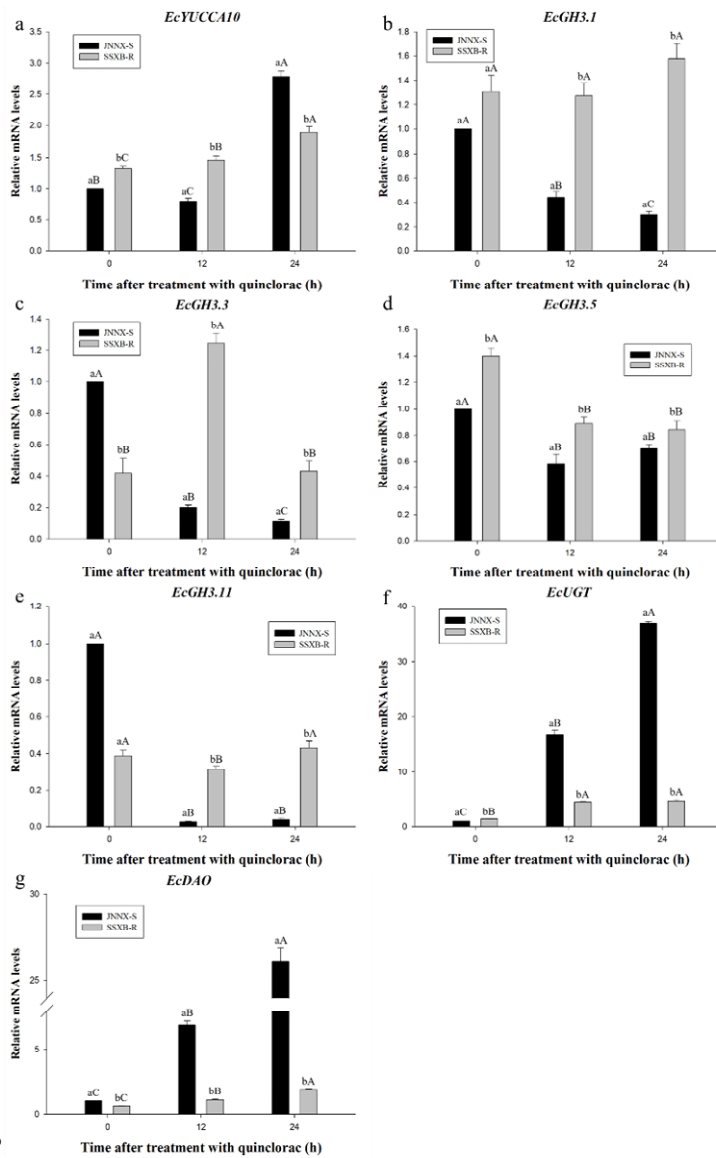 a
EcYUCCA10
3.5
3.0
2.5
2.0
1.5
1.0
0.5
0.0
Relative mRNA levels
JNNX-S
SSXB-R
aB
bC
aC
bB
aA
bA
0
12
24
Time after treatment with quinclorac (h)
b
EcGH3.1
1.8
1.6
1.4
1.2
1.0
0.8
0.6
0.4
0.2
0.0
Relative mRNA levels
JNNX-S
SSXB-R
aA
aA
aB
bA
aC
bA
0
12
24
Time after treatment with quinclorac (h)
c
EcGH3.3
1.4
1.2
1.0
0.8
0.6
0.4
0.2
0.0
Relative mRNA levels
JNNX-S
SSXB-R
aA
bB
aB
bA
aC
bB
0
12
24
Time after treatment with quinclorac (h)
d
EcGH3.5
1.6
1.4
1.2
1.0
0.8
0.6
0.4
0.2
0.0
Relative mRNA levels
JNNX-S
SSXB-R
aA
bA
aB
bB
aB
bB
0
12
24
Time after treatment with quinclorac (h)
e
EcGH3.11
1.2
1.0
0.8
0.6
0.4
0.2
0.0
Relative mRNA levels
JNNX-S
SSXB-R
aA
aA
aB
bB
aB
bA
0
12
24
Time after treatment with quinclorac (h)
f
EcUGT
40
30
20
10
0
Relative mRNA levels
JNNX-S
SSXB-R
aC
bB
aB
bA
aA
bA
0
12
24
Time after treatment with quinclorac (h)
g
EcDAO
30
25
5
0
Relative mRNA levels
JNNX-S
SSXB-R
aC
bC
aB
bB
aA
bA
0
12
24
Time after treatment with quinclorac (h)